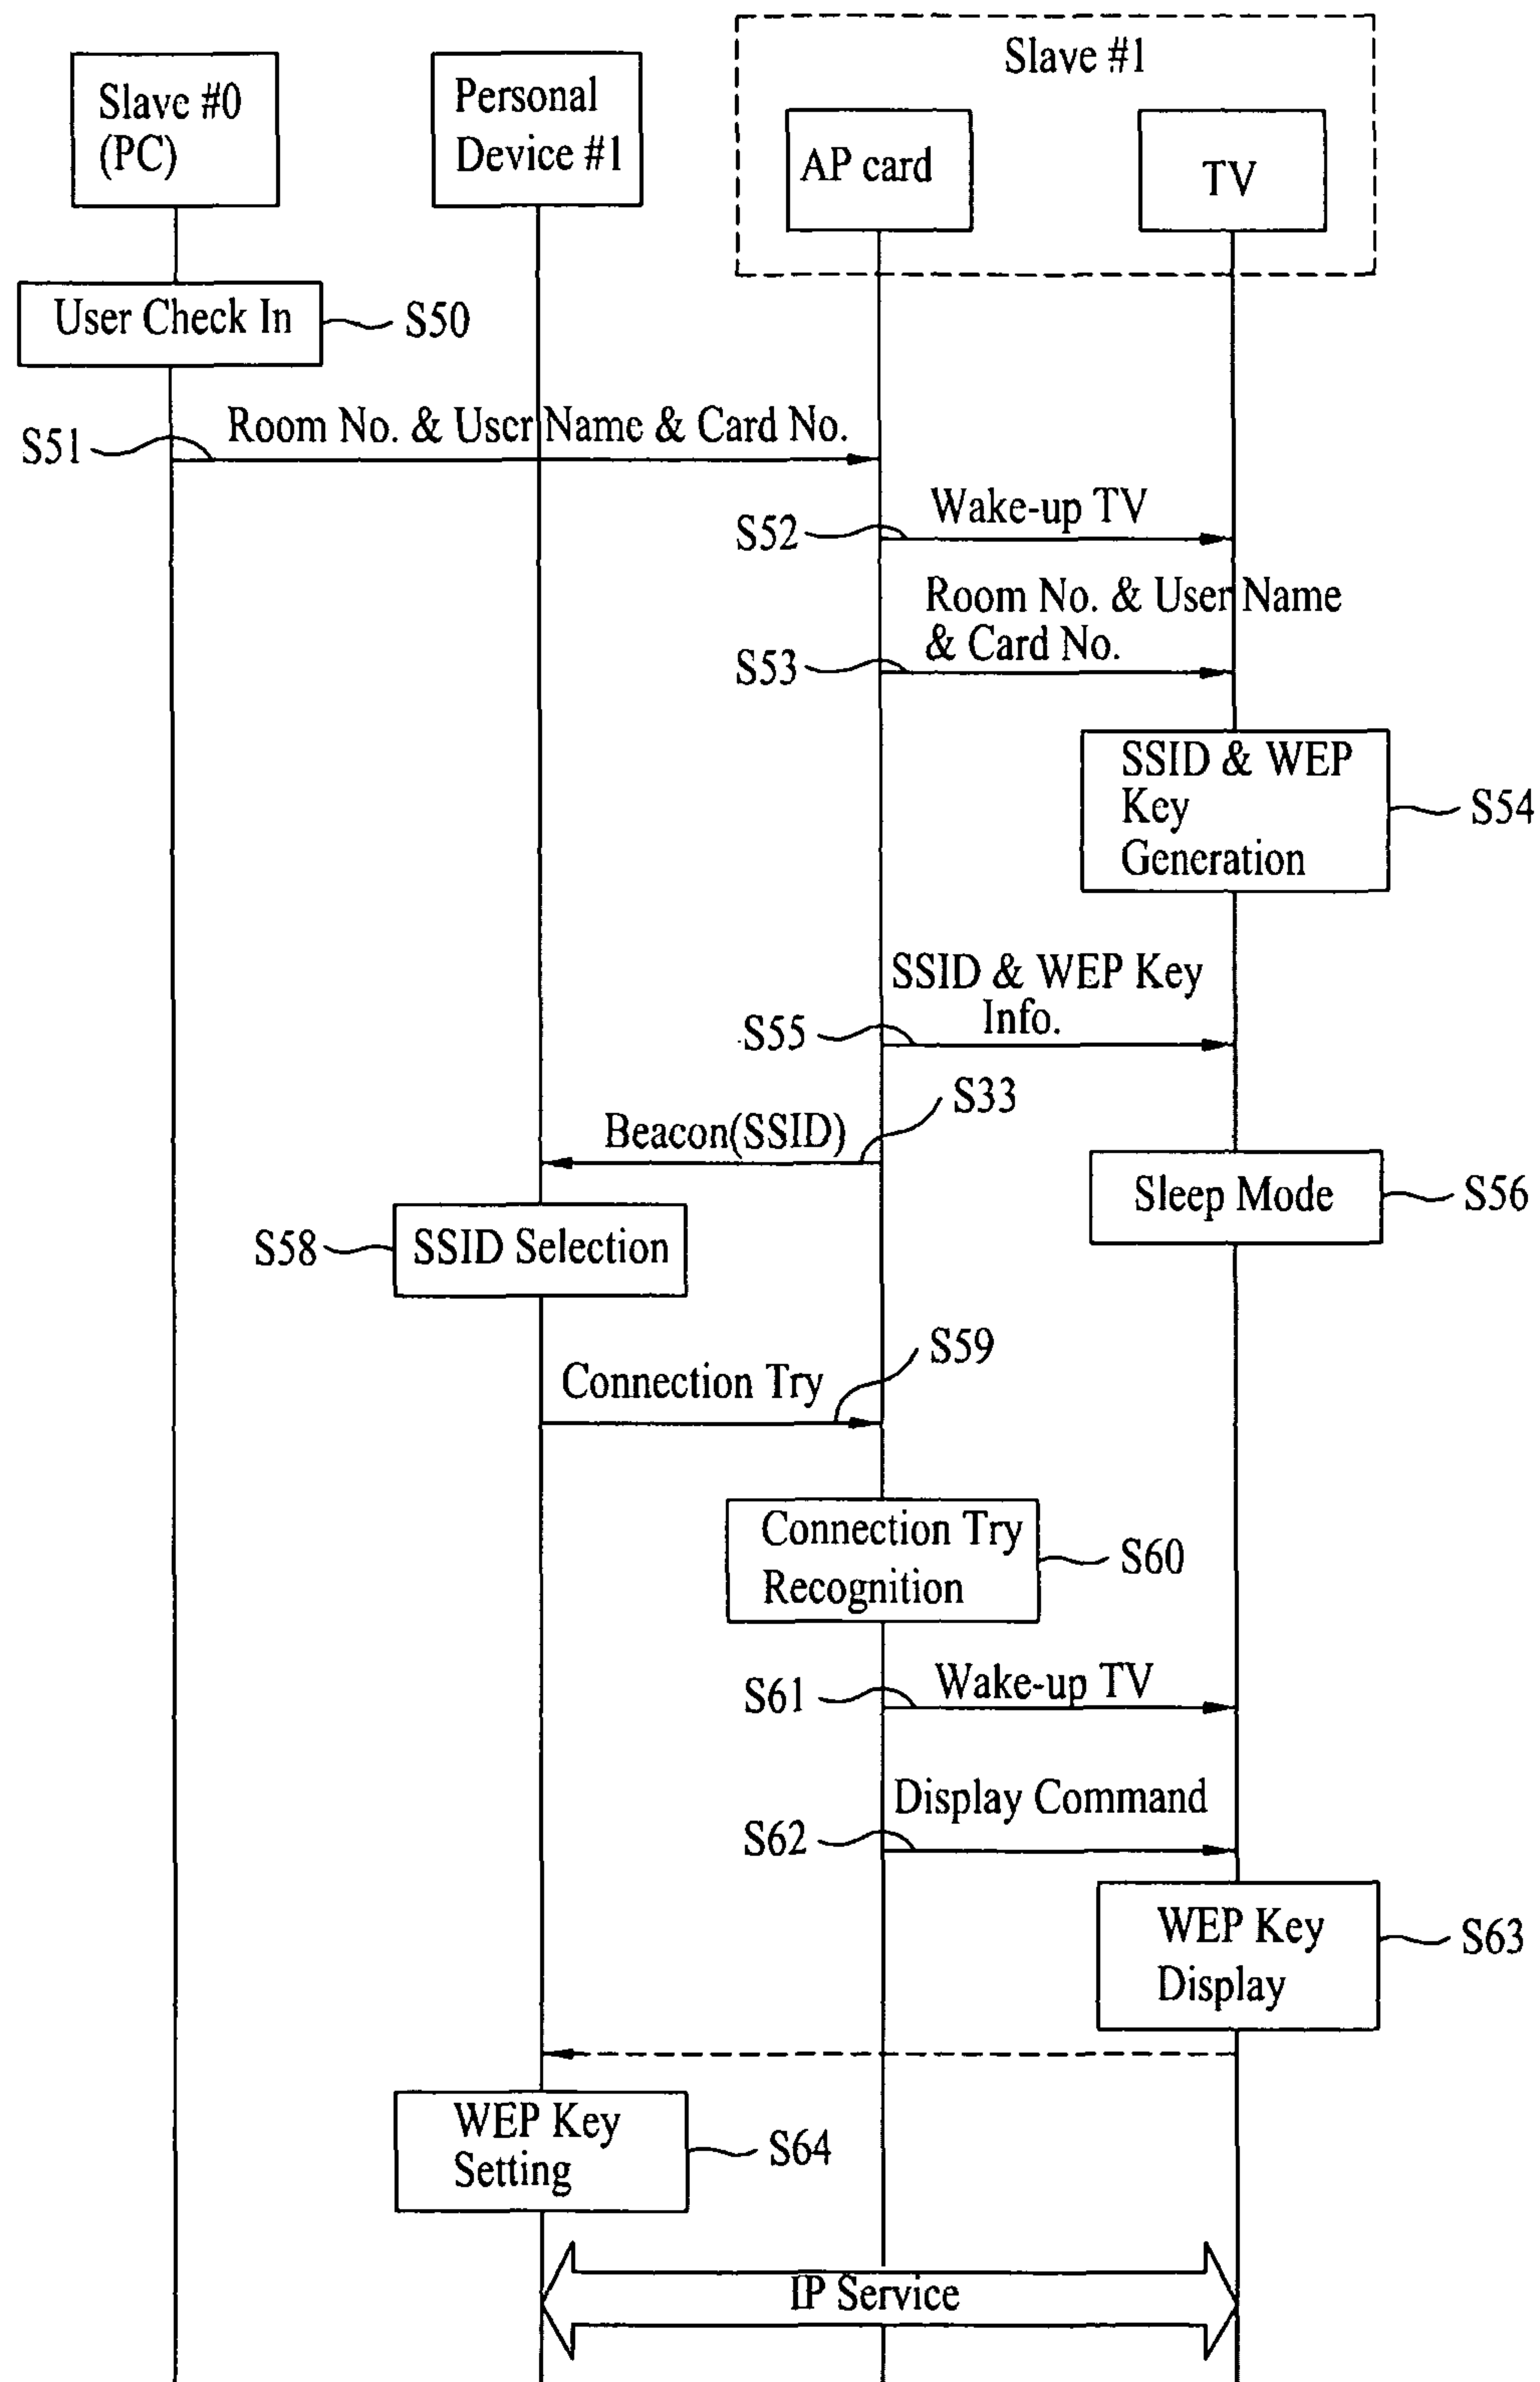 Slave #1
Slave #0
(PC)
Personal
Device #1
AP card
TV
User Check In
S50
Room No. & User Name & Card No.
S51
Wake-up TV
S52
Room No. & User Name
& Card No.
S53
SSID & WEP
Key
Generation
S54
SSID & WEP Key
Info.
S55
S33
Beacon(SSID)
Sleep Mode
S56
S58
SSID Selection
S59
Connection Try
Connection Try
Recognition
S60
Wake-up TV
S61
Display Command
S62
WEP Key
Display
S63
WEP Key
Setting
S64
IP Service